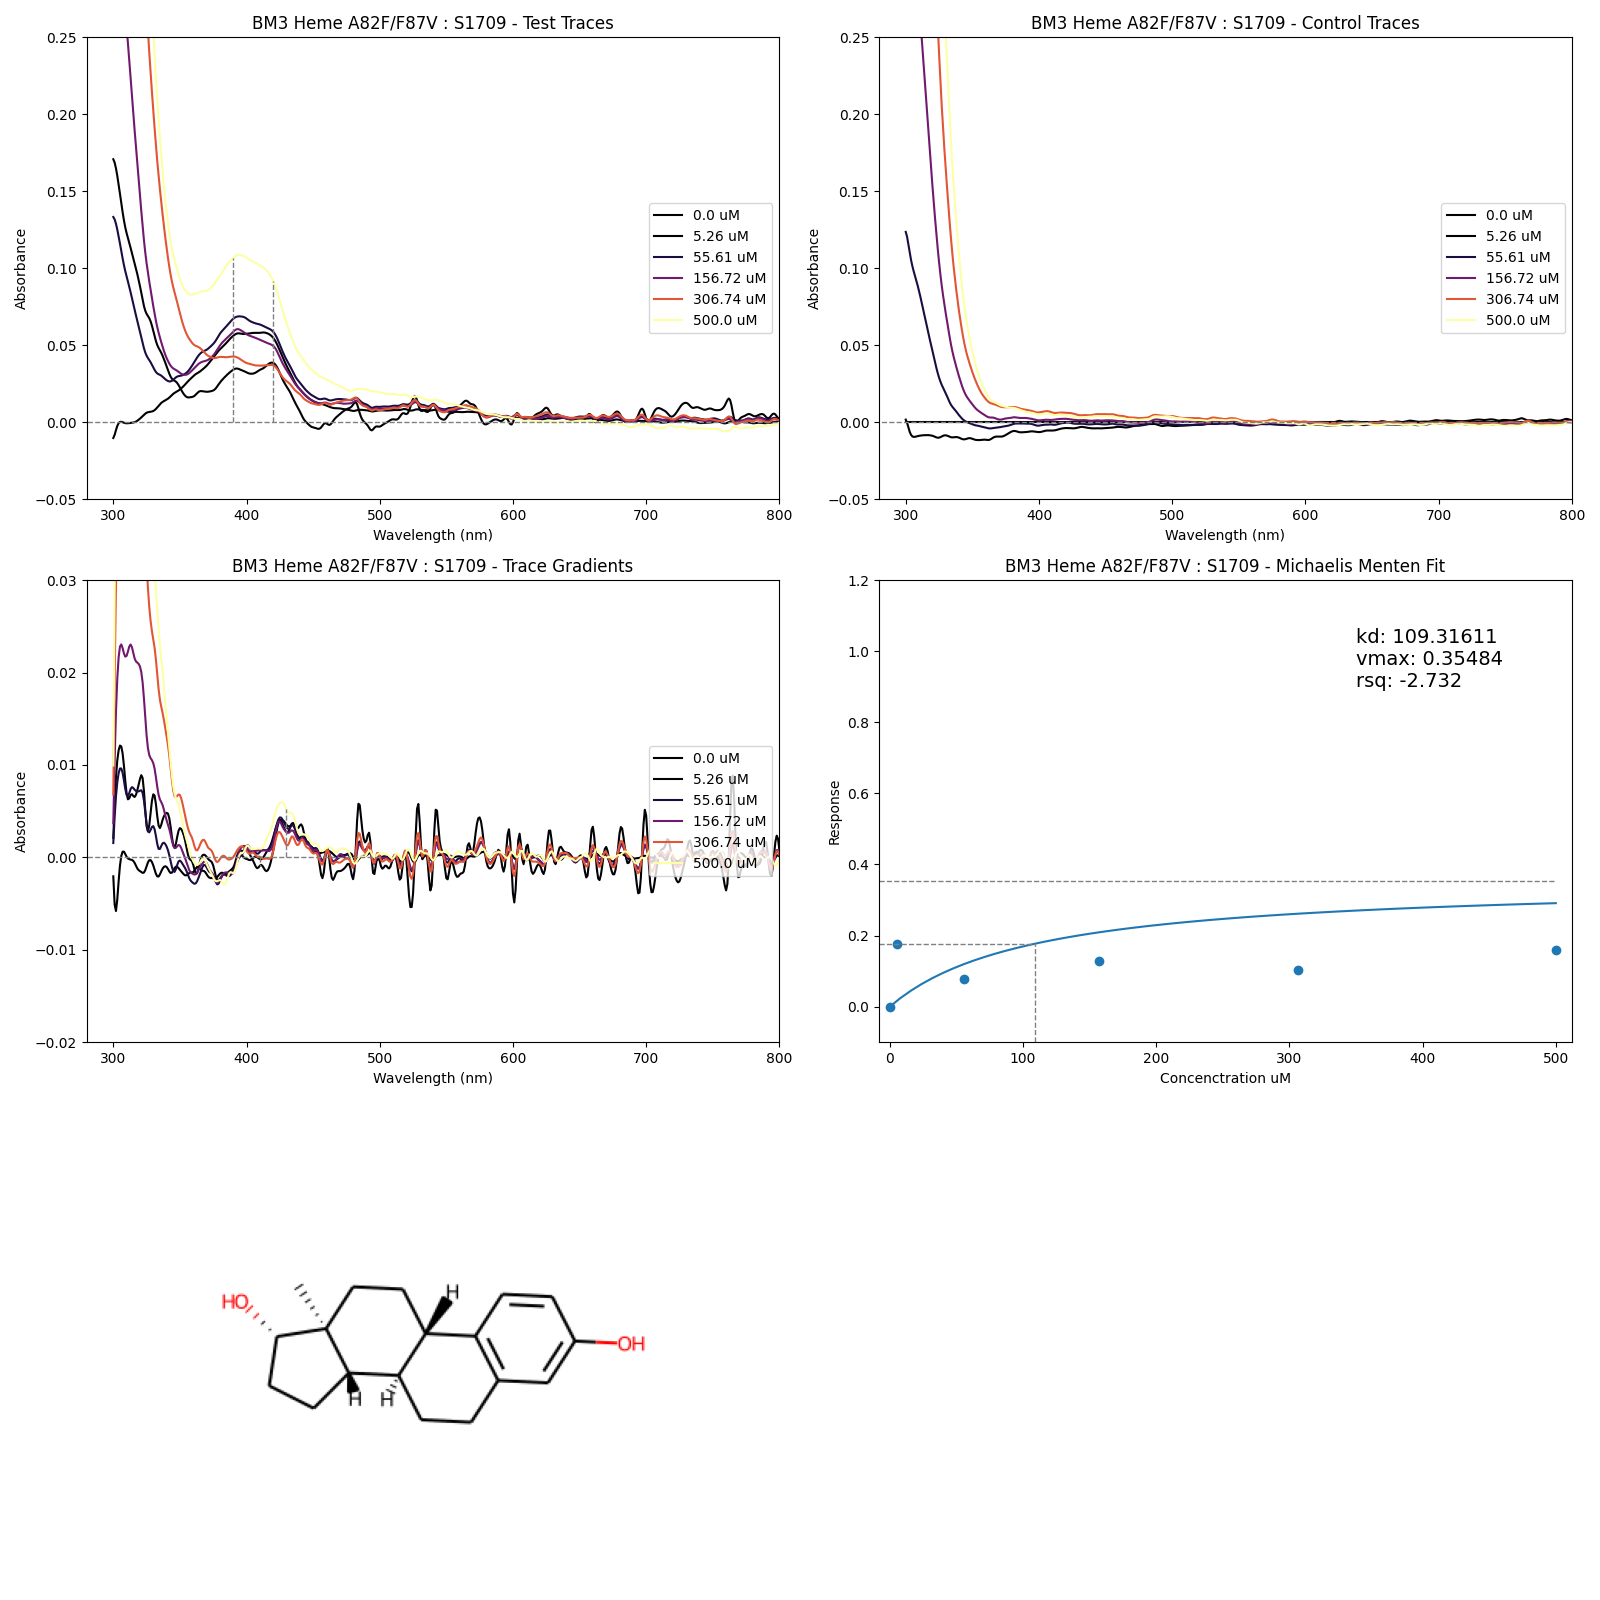 BM3 Heme A82F/F87V : S1709 - Test Traces
0.25
0.20
0.15
0.10
0.05
0.00
−0.05
Absorbance
300
400
500
600
700
800
Wavelength (nm)
0.0 uM
5.26 uM
55.61 uM
156.72 uM
306.74 uM
500.0 uM
BM3 Heme A82F/F87V : S1709 - Control Traces
0.25
0.20
0.15
0.10
0.05
0.00
−0.05
Absorbance
300
400
500
600
700
800
Wavelength (nm)
0.0 uM
5.26 uM
55.61 uM
156.72 uM
306.74 uM
500.0 uM
BM3 Heme A82F/F87V : S1709 - Trace Gradients
0.03
0.02
0.01
0.00
−0.01
−0.02
Absorbance
300
400
500
600
700
800
Wavelength (nm)
0.0 uM
5.26 uM
55.61 uM
156.72 uM
306.74 uM
500.0 uM
BM3 Heme A82F/F87V : S1709 - Michaelis Menten Fit
1.2
1.0
0.8
0.6
0.4
0.2
0.0
Response
kd: 109.31611
vmax: 0.35484
rsq: -2.732
0
100
200
300
400
500
Concenctration uM
HO
H
OH
H
H